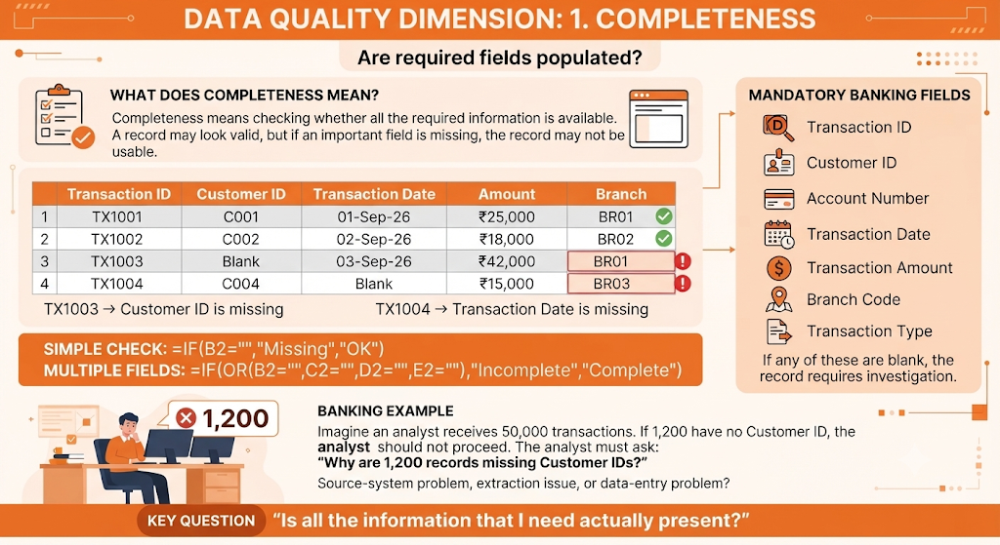 DATA QUALITY DIMENSION: 1. COMPLETENESS
Are required fields populated?
WHAT DOES COMPLETENESS MEAN?
Completeness means checking whether all the required information is available.
A record may look valid, but if an important field is missing, the record may not be
usable.
Transaction ID Customer ID Transaction Date Amount Branch
1 TX1001 C001 01-Sep-26 ₹25,000 BR01
2 TX1002 C002 02-Sep-26 ₹18,000 BR02
3 TX1003 Blank 03-Sep-26 ₹42,000 BR01
4 TX1004 C004 Blank ₹15,000 BR03
TX1003 → Customer ID is missing TX1004 → Transaction Date is missing
MANDATORY BANKING FIELDS
Transaction ID
Customer ID
Account Number
Transaction Date
Transaction Amount
Branch Code
Transaction Type
If any of these are blank, the
record requires investigation.
SIMPLE CHECK: =IF(B2="","Missing","OK")
MULTIPLE FIELDS: =IF(OR(B2="",C2="",D2="",E2=""),"Incomplete","Complete")
1,200
BANKING EXAMPLE
Imagine an analyst receives 50,000 transactions. If 1,200 have no Customer ID, the
analyst should not proceed. The analyst must ask:
“Why are 1,200 records missing Customer IDs?”
Source-system problem, extraction issue, or data-entry problem?
KEY QUESTION “Is all the information that I need actually present?”